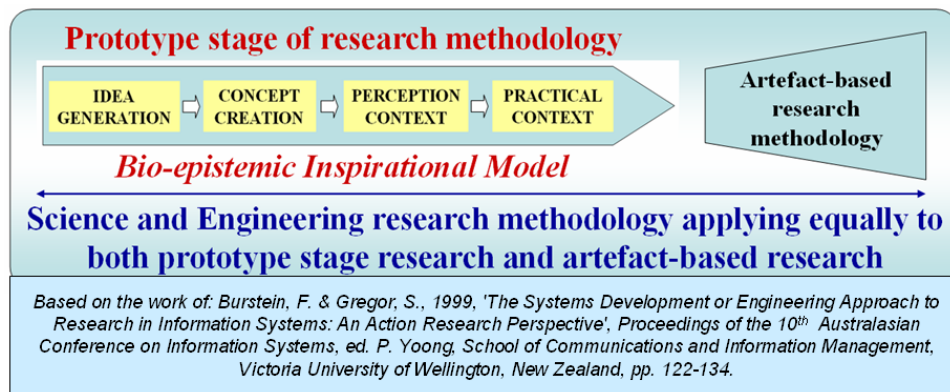 Prototype stage of research methodology
IDEA
GENERATION
CONCEPT
CREATION
PERCEPTION
CONTEXT
PRACTICAL
CONTEXT
Artefact-based
research
methodology
Bio-epistemic Inspirational Model
Science and Engineering research methodology applying equally to
both prototype stage research and artefact-based research
Based on the work of: Burstein, F. & Gregor, S., 1999, 'The Systems Development or Engineering Approach to
Research in Information Systems: An Action Research Perspective', Proceedings of the 10th Australasian
Conference on Information Systems, ed. P. Yoong, School of Communications and Information Management,
Victoria University of Wellington, New Zealand, pp. 122-134.